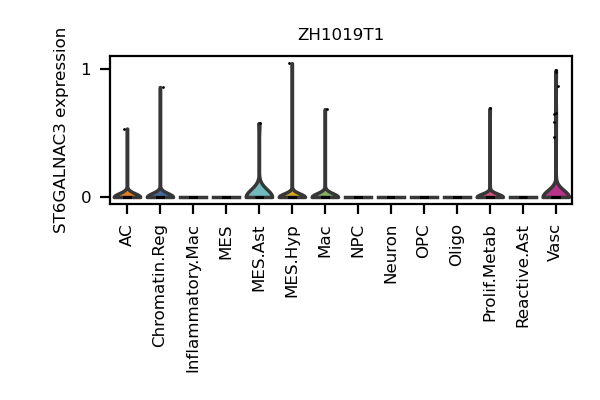 ZH1019T1
ST6GALNAC3 expression
1
0
AC
Chromatin.Reg
Inflammatory.Mac
MES
MES.Ast
MES.Hyp
Mac
NPC
Neuron
OPC
Oligo
Prolif.Metab
Reactive.Ast
Vasc